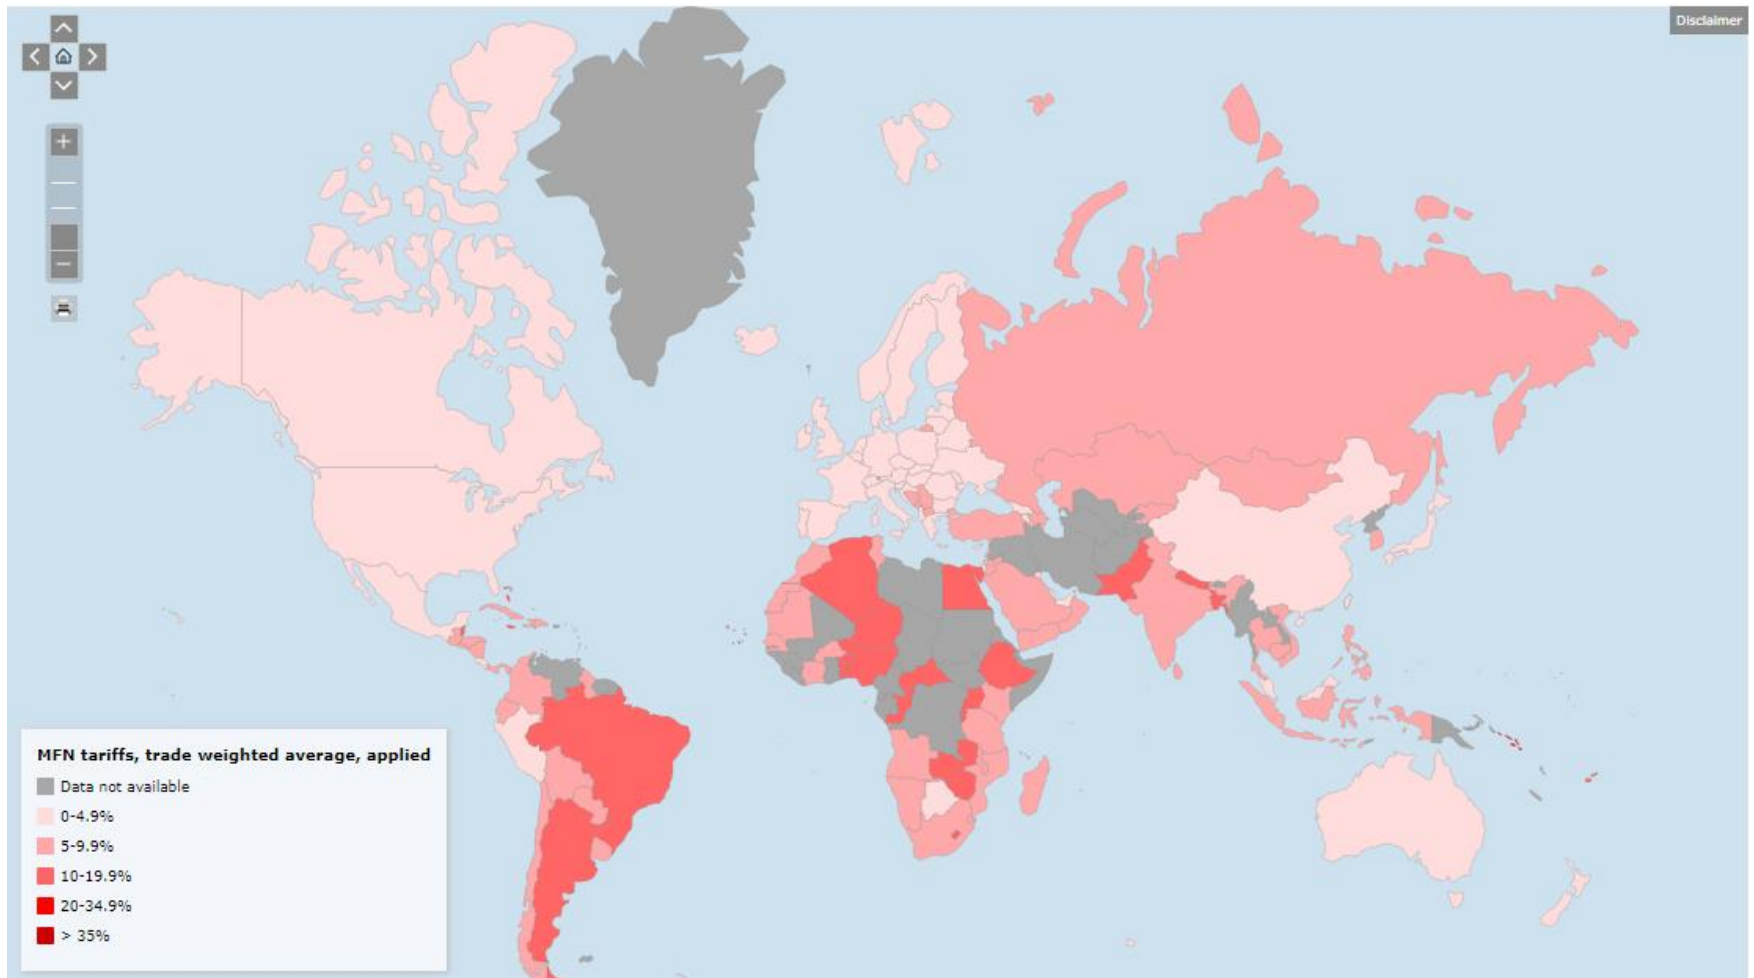 Disclaimer
MFN tariffs, trade weighted average, applied
Data not available
0-4.9%
5-9.9%
10-19.9%
20-34.9%
> 35%